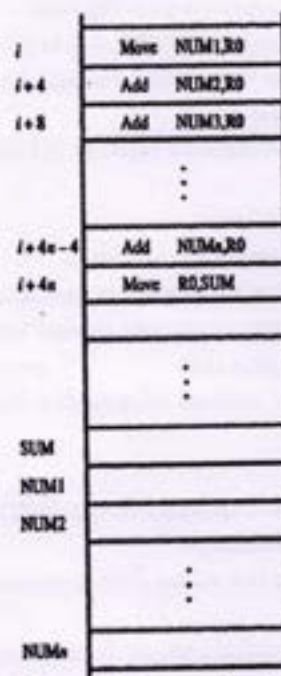 i Move NUM1,R0
i + 4 Add NUM2,R0
i + 8 Add NUM3,R0
i + 4n – 4 Add NUMn,R0
i + 4n Move R0,SUM
SUM
NUM1
NUM2
NUMn